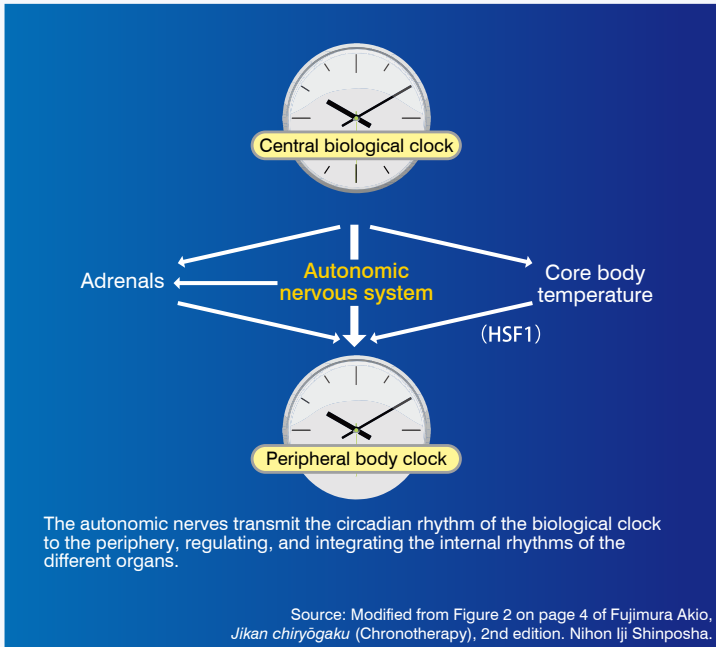 Central biological clock
Adrenals
Autonomic
nervous system
Core body
temperature
(HSF1)
Peripheral body clock
The autonomic nerves transmit the circadian rhythm of the biological clock
to the periphery, regulating, and integrating the internal rhythms of the
different organs.
Source: Modified from Figure 2 on page 4 of Fujimura Akio,
Jikan chiryōgaku (Chronotherapy), 2nd edition. Nihon Iji Shinposha.